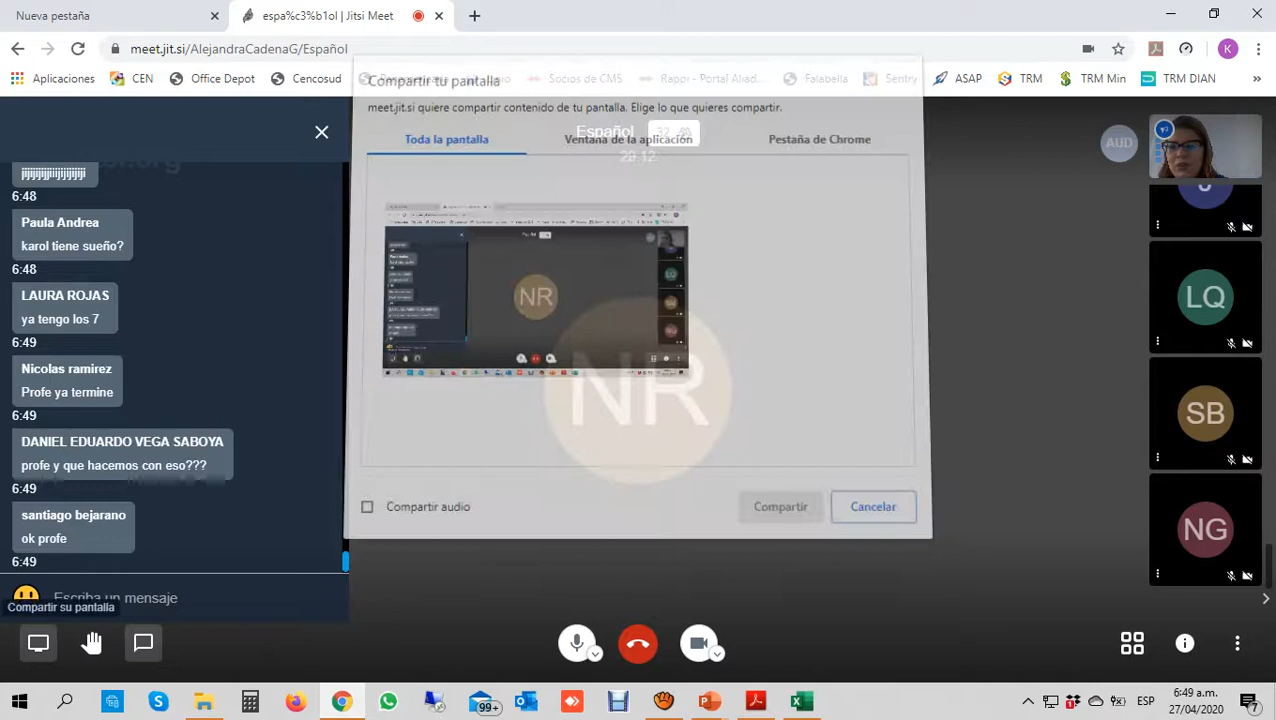 Nueva pestaña
espa%c3%b1ol | Jitsi Meet
meet.jit.si/AlejandraCadenaG/Español
K
Aplicaciones
CEN
Office Depot
Cencosud
Socios de CMS
Falabella
Sentry
ASAP
TRM
TRM Min
TRM DIAN
»
Compartir tu pantalla
meet.jit.si quiere compartir contenido de tu pantalla. Elige lo que quieres compartir.
Toda la pantalla
Ventana de la aplicación
Pestaña de Chrome
Español
NR
NR
Compartir audio
Compartir
Cancelar
6:48
Paula Andrea
karol tiene sueño?
6:48
LAURA ROJAS
ya tengo los 7
6:49
Nicolas ramirez
Profe ya termine
6:49
DANIEL EDUARDO VEGA SABOYA
profe y que hacemos con eso???
6:49
santiago bejarano
ok profe
6:49
Escriba un mensaje
Compartir su pantalla
AUD
LQ
SB
NG
99+
ESP
6:49 a.m.
27/04/2020
7